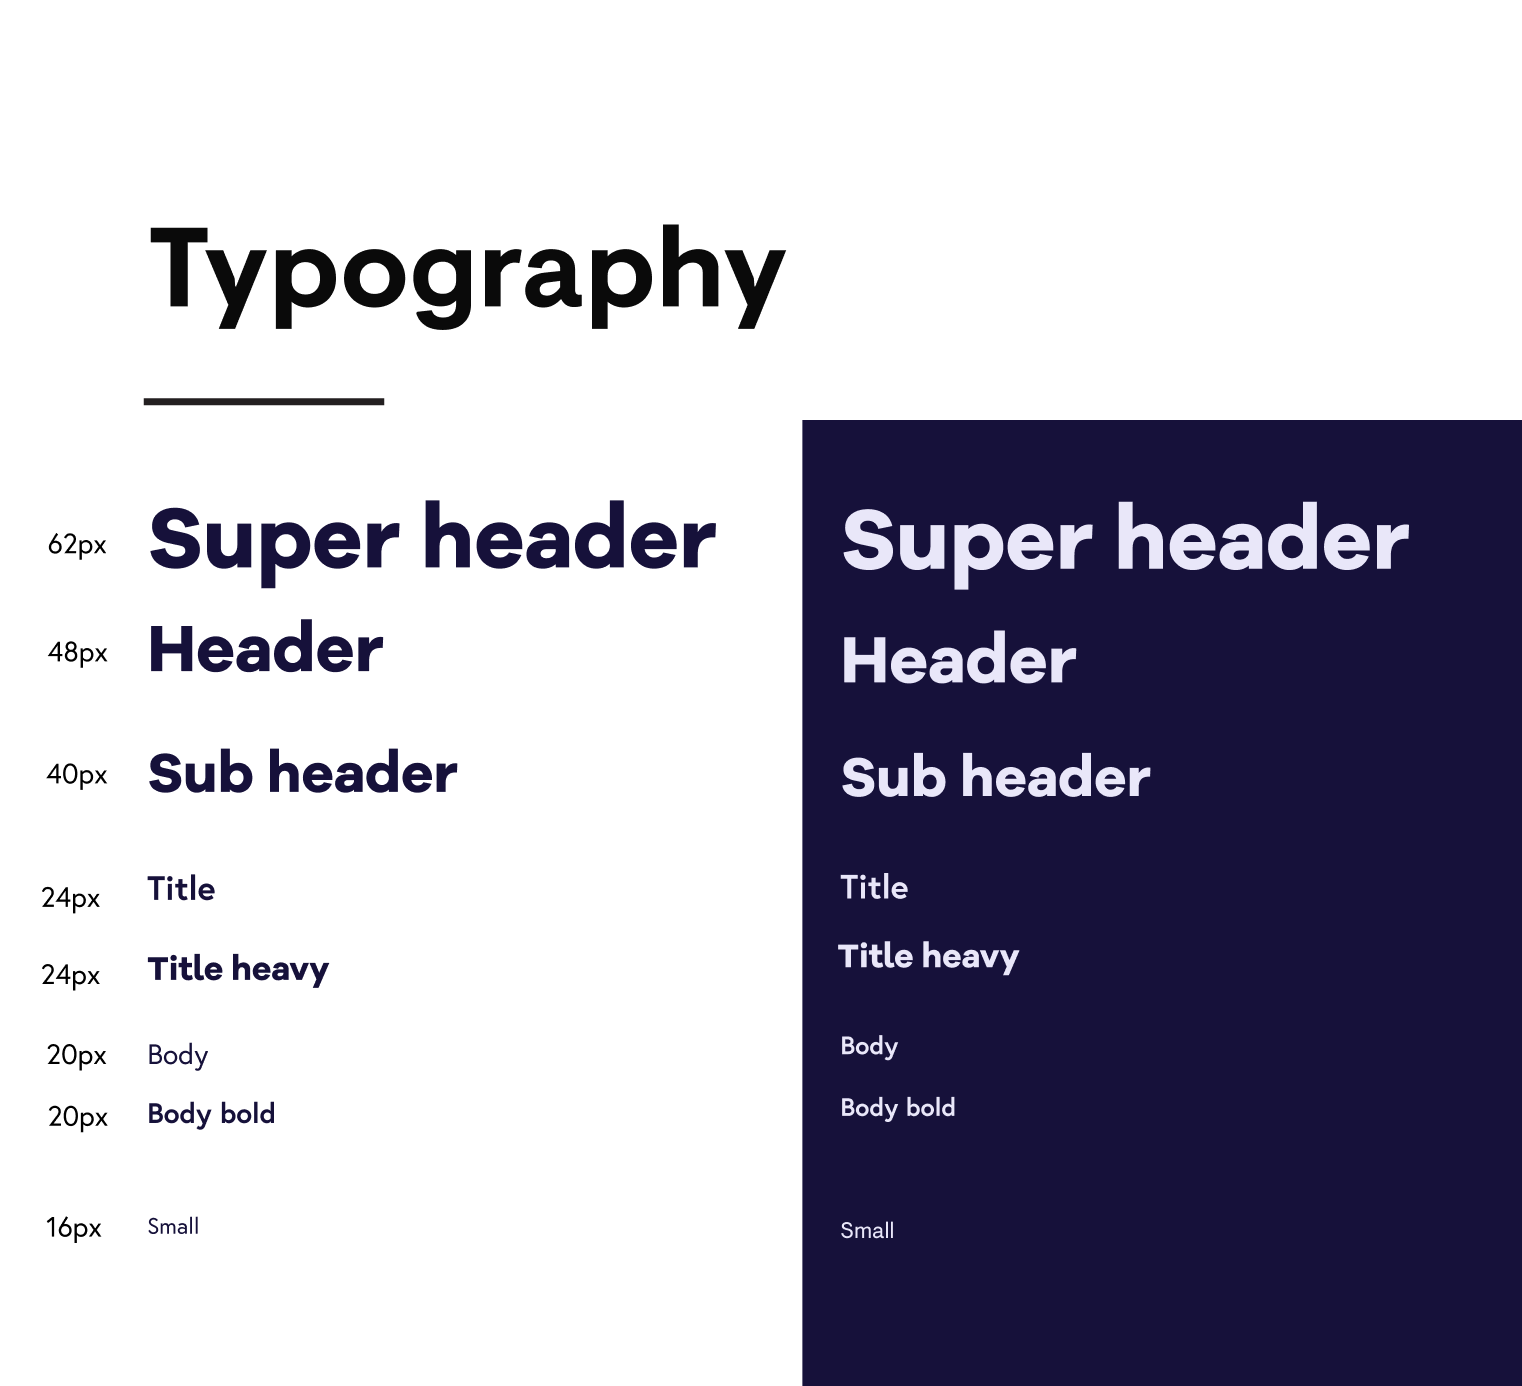 Typography
62px Super header Super header
48px Header Header
40px Sub header Sub header
24px Title Title
24px Title heavy Title heavy
20px Body Body
20px Body bold Body bold
16px Small Small